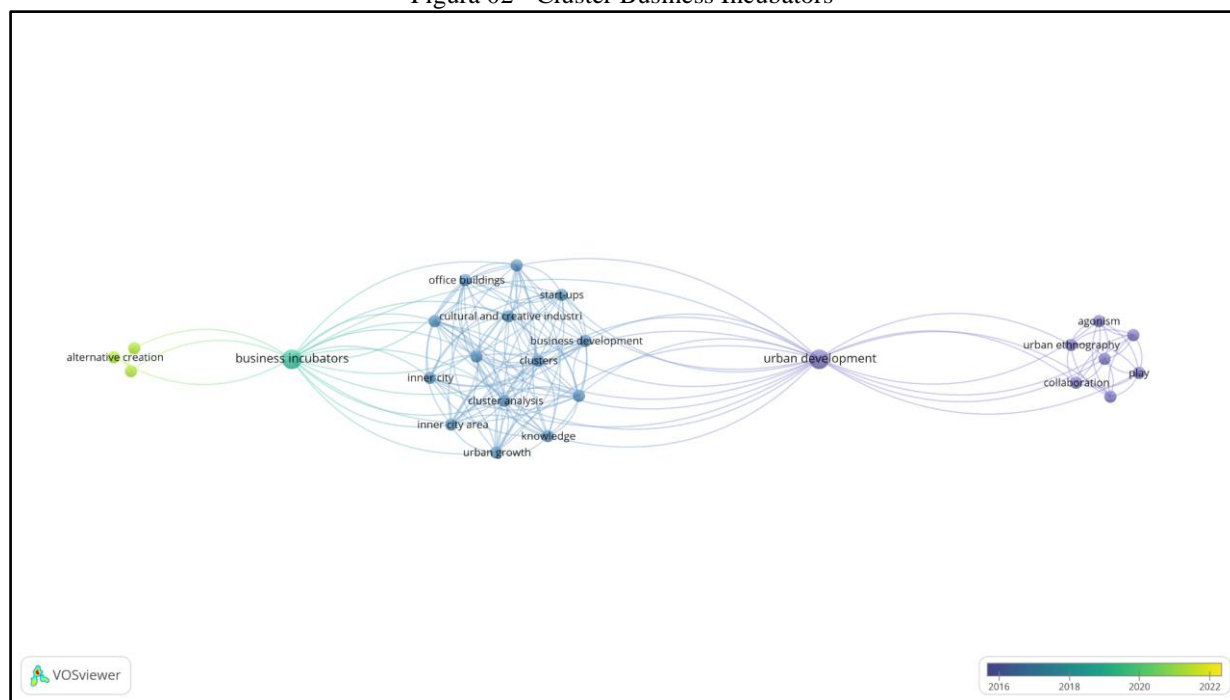 Figura 02 - Cluster Business Incubators
office buildings
start-ups
cultural and creative industri
agonism
business development
urban ethnography
alternative creation
business incubators
clusters
urban development
play
inner city
collaboration
cluster analysis
inner city area
knowledge
urban growth
VOSviewer
2016 2018 2020 2022